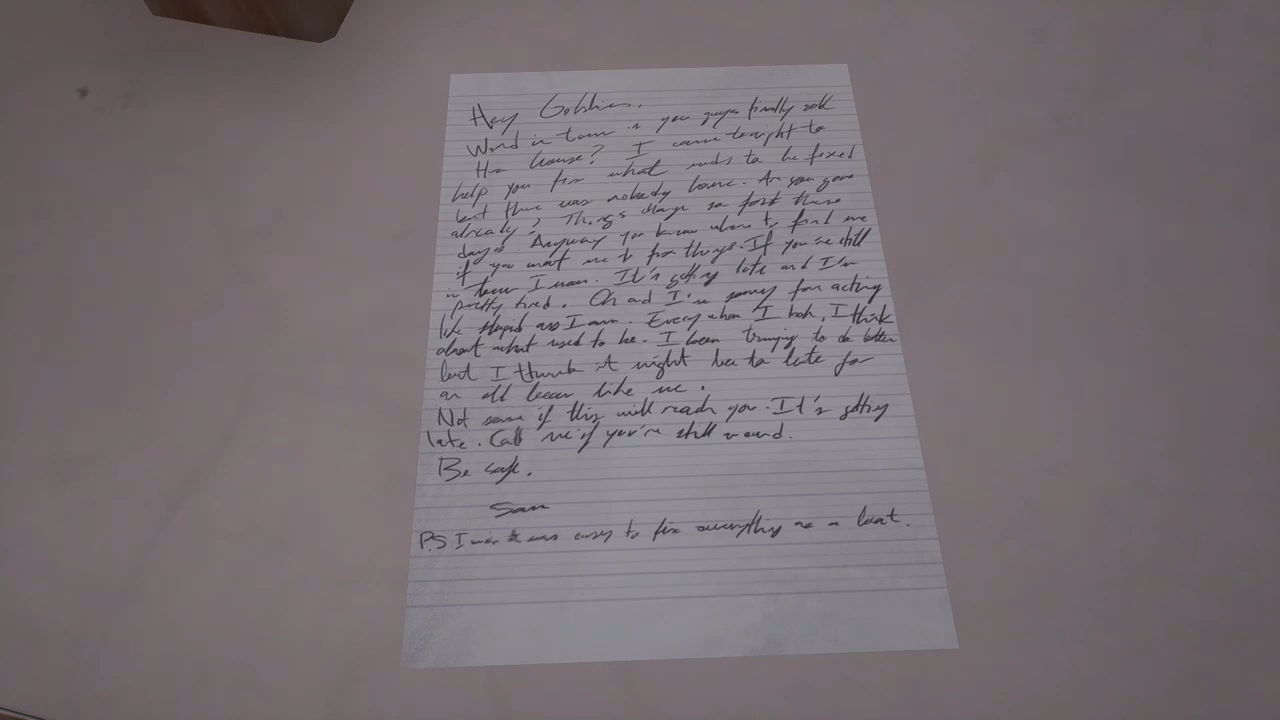 Hey Goldies,
Word in town is you guys finally sold
the house? I came tonight to
help you fix what needs to be fixed
but there was nobody home. Are you gone
already? Things change so fast these
days. Anyway you know where to find me
if you want me to fix things. If you're still
in town I mean. It's getting late and I'm
pretty tired. Oh and I'm sorry for acting
like stupid ass I am. Every when I look, I think
about what used to be. I been trying to do better
but I think it might be to late for
an old bear like me.
Not sure if this will reach you. It's getting
late. Call me if you're still around.
Be safe.
Sam
P.S I was easy to fix everything as a boat.